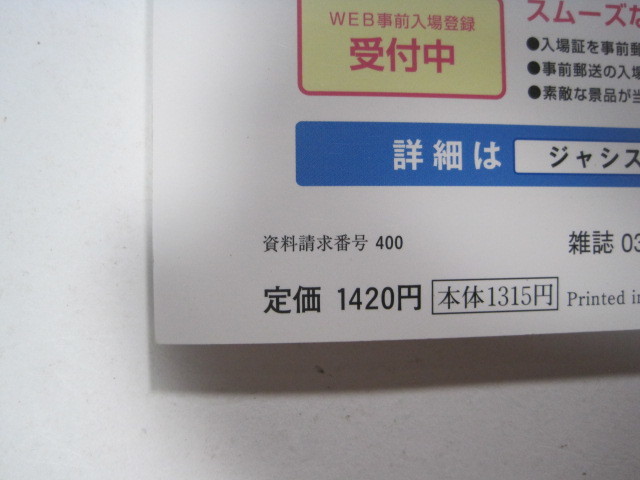 WEB事前入場登録
受付中
スムーズな
●入場証を事前郵
●事前郵送の入場
●素敵な景品が当
詳細は ジャシス
資料請求番号 400
雑誌 03
定価 1420円 本体1315円 Printed in